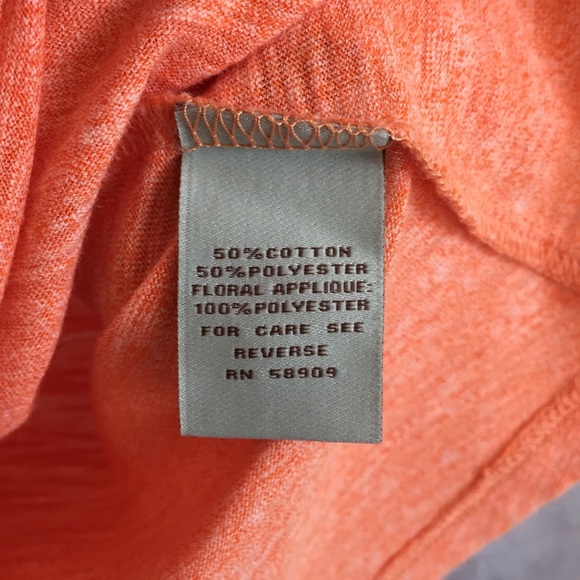 50%COTTON
50%POLYESTER
FLORAL APPLIQUE:
100%POLYESTER
FOR CARE SEE
REVERSE
RN 58909